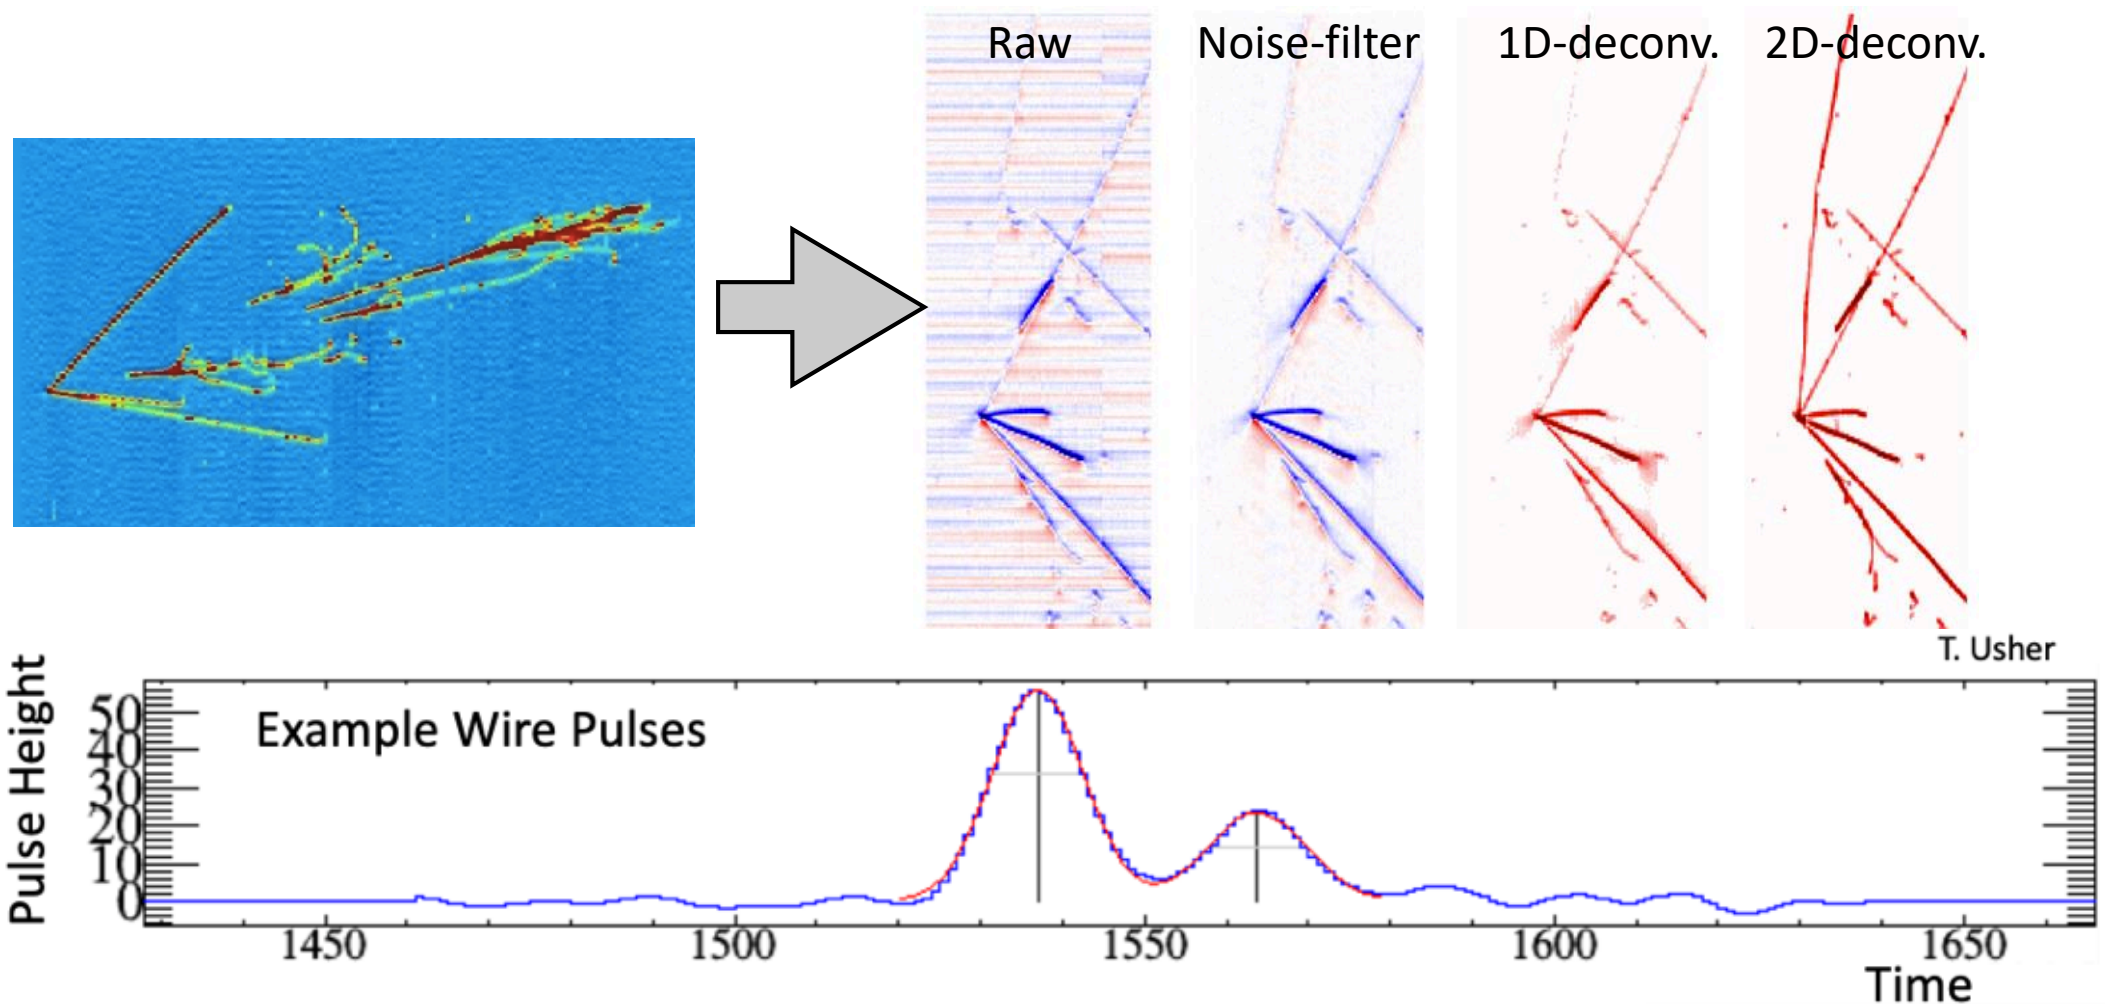 Raw Noise-filter 1D-deconv. 2D-deconv.
T. Usher
Example Wire Pulses
Pulse Height
50
40
30
20
10
0
1450 1500 1550 1600 1650
Time